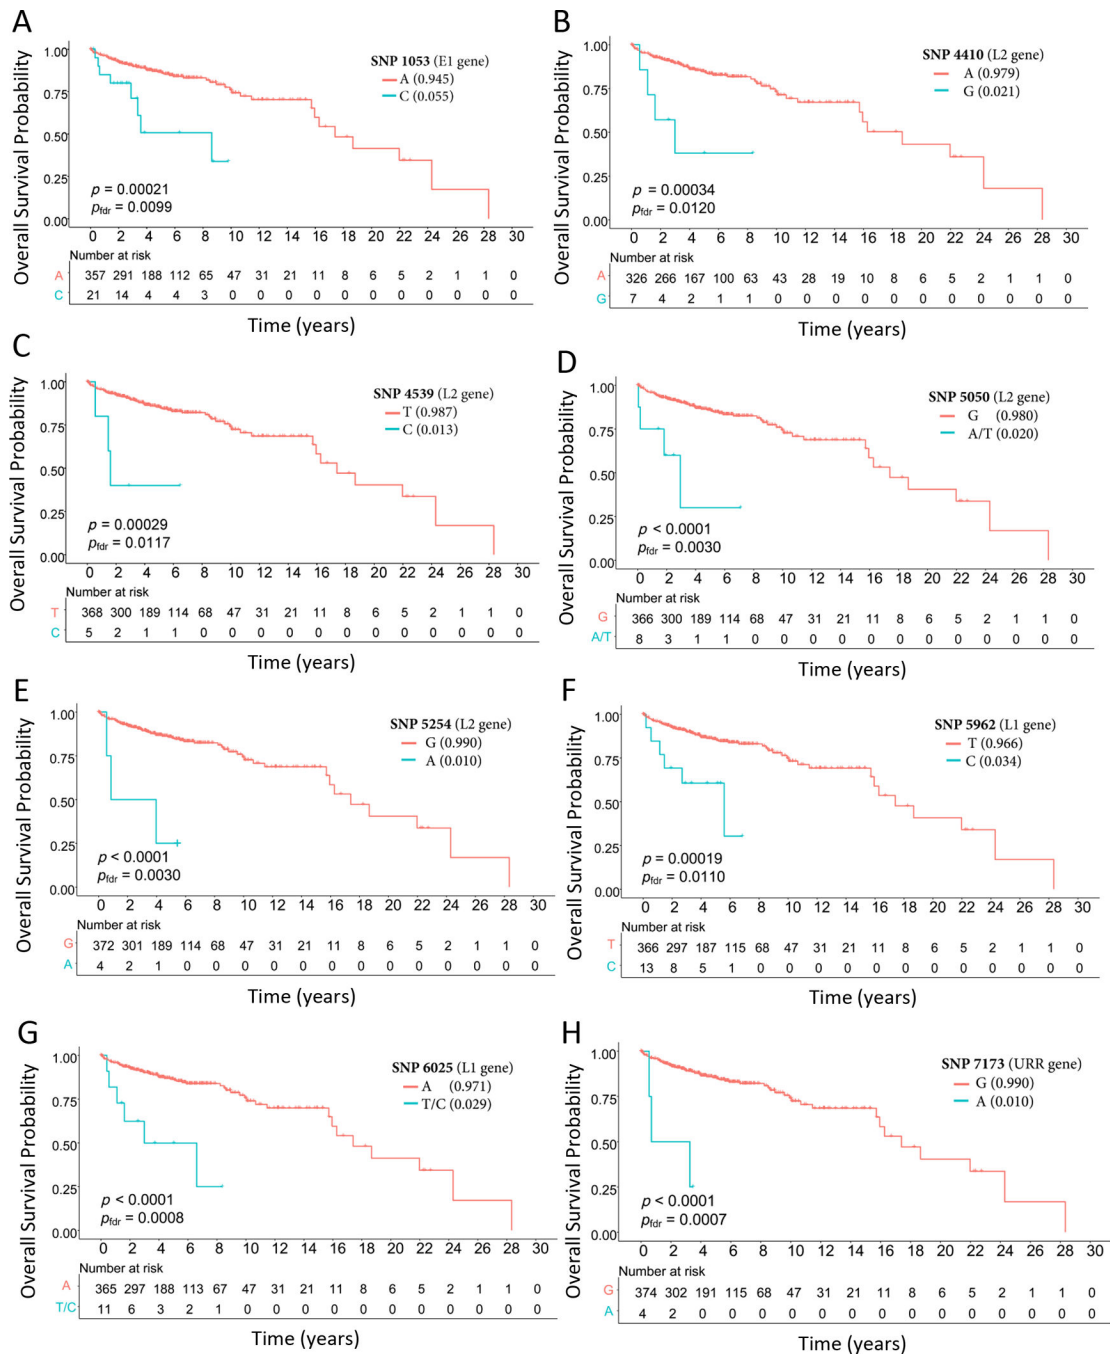 A
Overall Survival Probability
1.00
0.75
0.50
0.25
0.00
SNP 1053 (E1 gene)
A (0.945)
C (0.055)
p = 0.00021
pfdr = 0.0099
0 2 4 6 8 10 12 14 16 18 20 22 24 26 28 30
Number at risk
A 357 291 188 112 65 47 31 21 11 8 6 5 2 1 1 0
C 21 14 4 4 3 0 0 0 0 0 0 0 0 0 0 0
Time (years)
B
Overall Survival Probability
1.00
0.75
0.50
0.25
0.00
SNP 4410 (L2 gene)
A (0.979)
G (0.021)
p = 0.00034
pfdr = 0.0120
0 2 4 6 8 10 12 14 16 18 20 22 24 26 28 30
Number at risk
A 326 266 167 100 63 43 28 19 10 8 6 5 2 1 1 0
G 7 4 2 1 1 0 0 0 0 0 0 0 0 0 0 0
Time (years)
C
Overall Survival Probability
1.00
0.75
0.50
0.25
0.00
SNP 4539 (L2 gene)
T (0.987)
C (0.013)
p = 0.00029
pfdr = 0.0117
0 2 4 6 8 10 12 14 16 18 20 22 24 26 28 30
Number at risk
T 368 300 189 114 68 47 31 21 11 8 6 5 2 1 1 0
C 5 2 1 1 0 0 0 0 0 0 0 0 0 0 0 0
Time (years)
D
Overall Survival Probability
1.00
0.75
0.50
0.25
0.00
SNP 5050 (L2 gene)
G (0.980)
A/T (0.020)
p < 0.0001
pfdr = 0.0030
0 2 4 6 8 10 12 14 16 18 20 22 24 26 28 30
Number at risk
G 366 300 189 114 68 47 31 21 11 8 6 5 2 1 1 0
A/T 8 3 1 1 0 0 0 0 0 0 0 0 0 0 0 0
Time (years)
E
Overall Survival Probability
1.00
0.75
0.50
0.25
0.00
SNP 5254 (L2 gene)
G (0.990)
A (0.010)
p < 0.0001
pfdr = 0.0030
0 2 4 6 8 10 12 14 16 18 20 22 24 26 28 30
Number at risk
G 372 301 189 114 68 47 31 21 11 8 6 5 2 1 1 0
A 4 2 1 0 0 0 0 0 0 0 0 0 0 0 0 0
Time (years)
F
Overall Survival Probability
1.00
0.75
0.50
0.25
0.00
SNP 5962 (L1 gene)
T (0.966)
C (0.034)
p = 0.00019
pfdr = 0.0110
0 2 4 6 8 10 12 14 16 18 20 22 24 26 28 30
Number at risk
T 366 297 187 115 68 47 31 21 11 8 6 5 2 1 1 0
C 13 8 5 1 0 0 0 0 0 0 0 0 0 0 0 0
Time (years)
G
Overall Survival Probability
1.00
0.75
0.50
0.25
0.00
SNP 6025 (L1 gene)
A (0.971)
T/C (0.029)
p < 0.0001
pfdr = 0.0008
0 2 4 6 8 10 12 14 16 18 20 22 24 26 28 30
Number at risk
A 365 297 188 113 67 47 31 21 11 8 6 5 2 1 1 0
T/C 11 6 3 2 1 0 0 0 0 0 0 0 0 0 0 0
Time (years)
H
Overall Survival Probability
1.00
0.75
0.50
0.25
0.00
SNP 7173 (URR gene)
G (0.990)
A (0.010)
p < 0.0001
pfdr = 0.0007
0 2 4 6 8 10 12 14 16 18 20 22 24 26 28 30
Number at risk
G 374 302 191 115 68 47 31 21 11 8 6 5 2 1 1 0
A 4 2 0 0 0 0 0 0 0 0 0 0 0 0 0 0
Time (years)